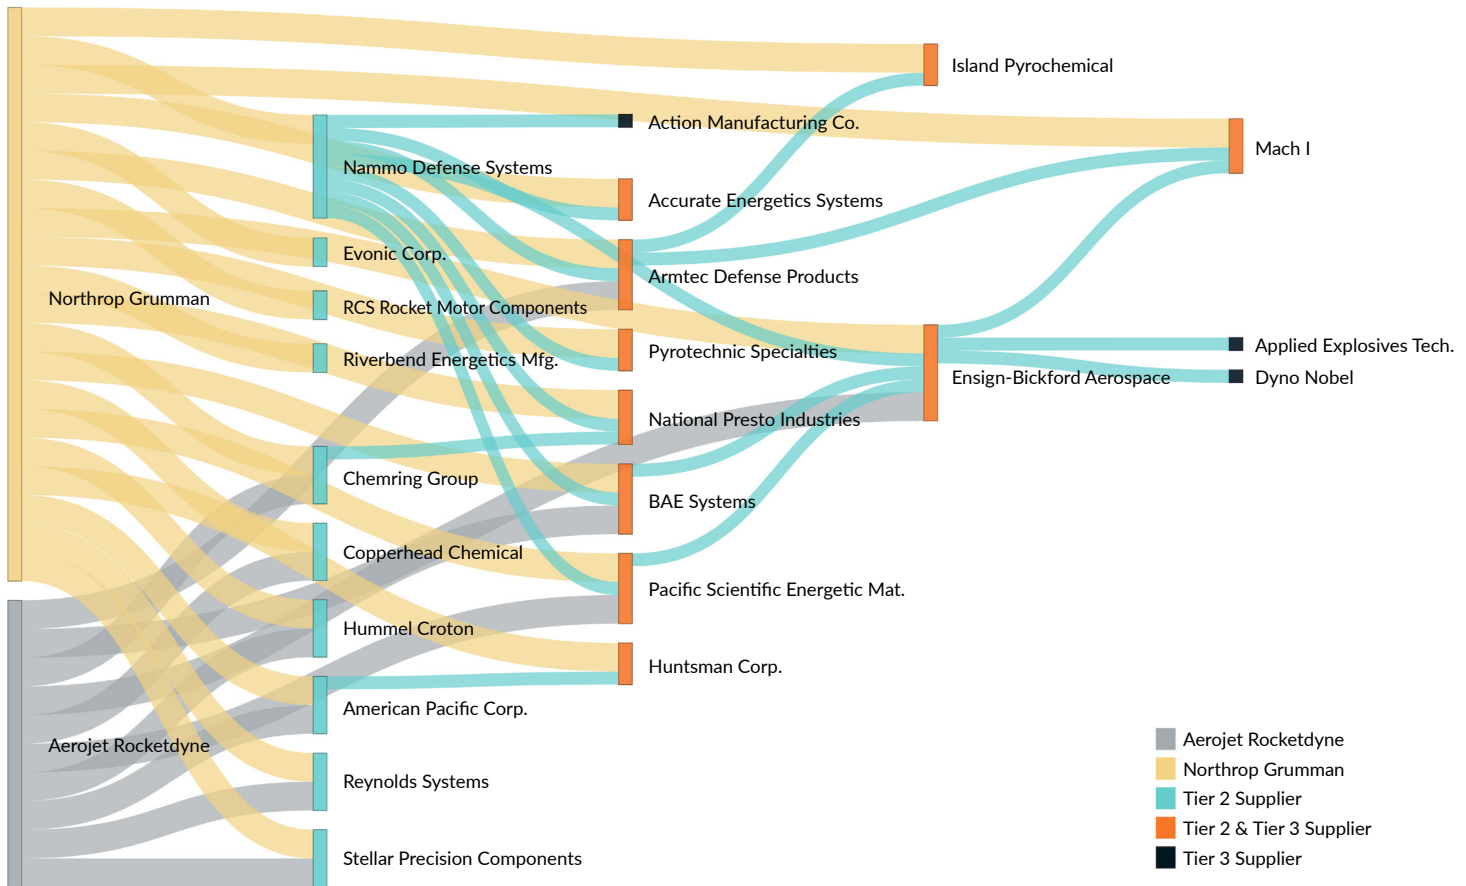 Island Pyrochemical
Action Manufacturing Co.
Mach I
Nammo Defense Systems
Accurate Energetics Systems
Evonic Corp.
Armtec Defense Products
Northrop Grumman
RCS Rocket Motor Components
Applied Explosives Tech.
Pyrotechnic Specialties
Riverbend Energetics Mfg.
Ensign-Bickford Aerospace
Dyno Nobel
National Presto Industries
Chemring Group
BAE Systems
Copperhead Chemical
Pacific Scientific Energetic Mat.
Hummel Croton
Huntsman Corp.
American Pacific Corp.
Aerojet Rocketdyne
Reynolds Systems
Stellar Precision Components
Aerojet Rocketdyne
Northrop Grumman
Tier 2 Supplier
Tier 2 & Tier 3 Supplier
Tier 3 Supplier